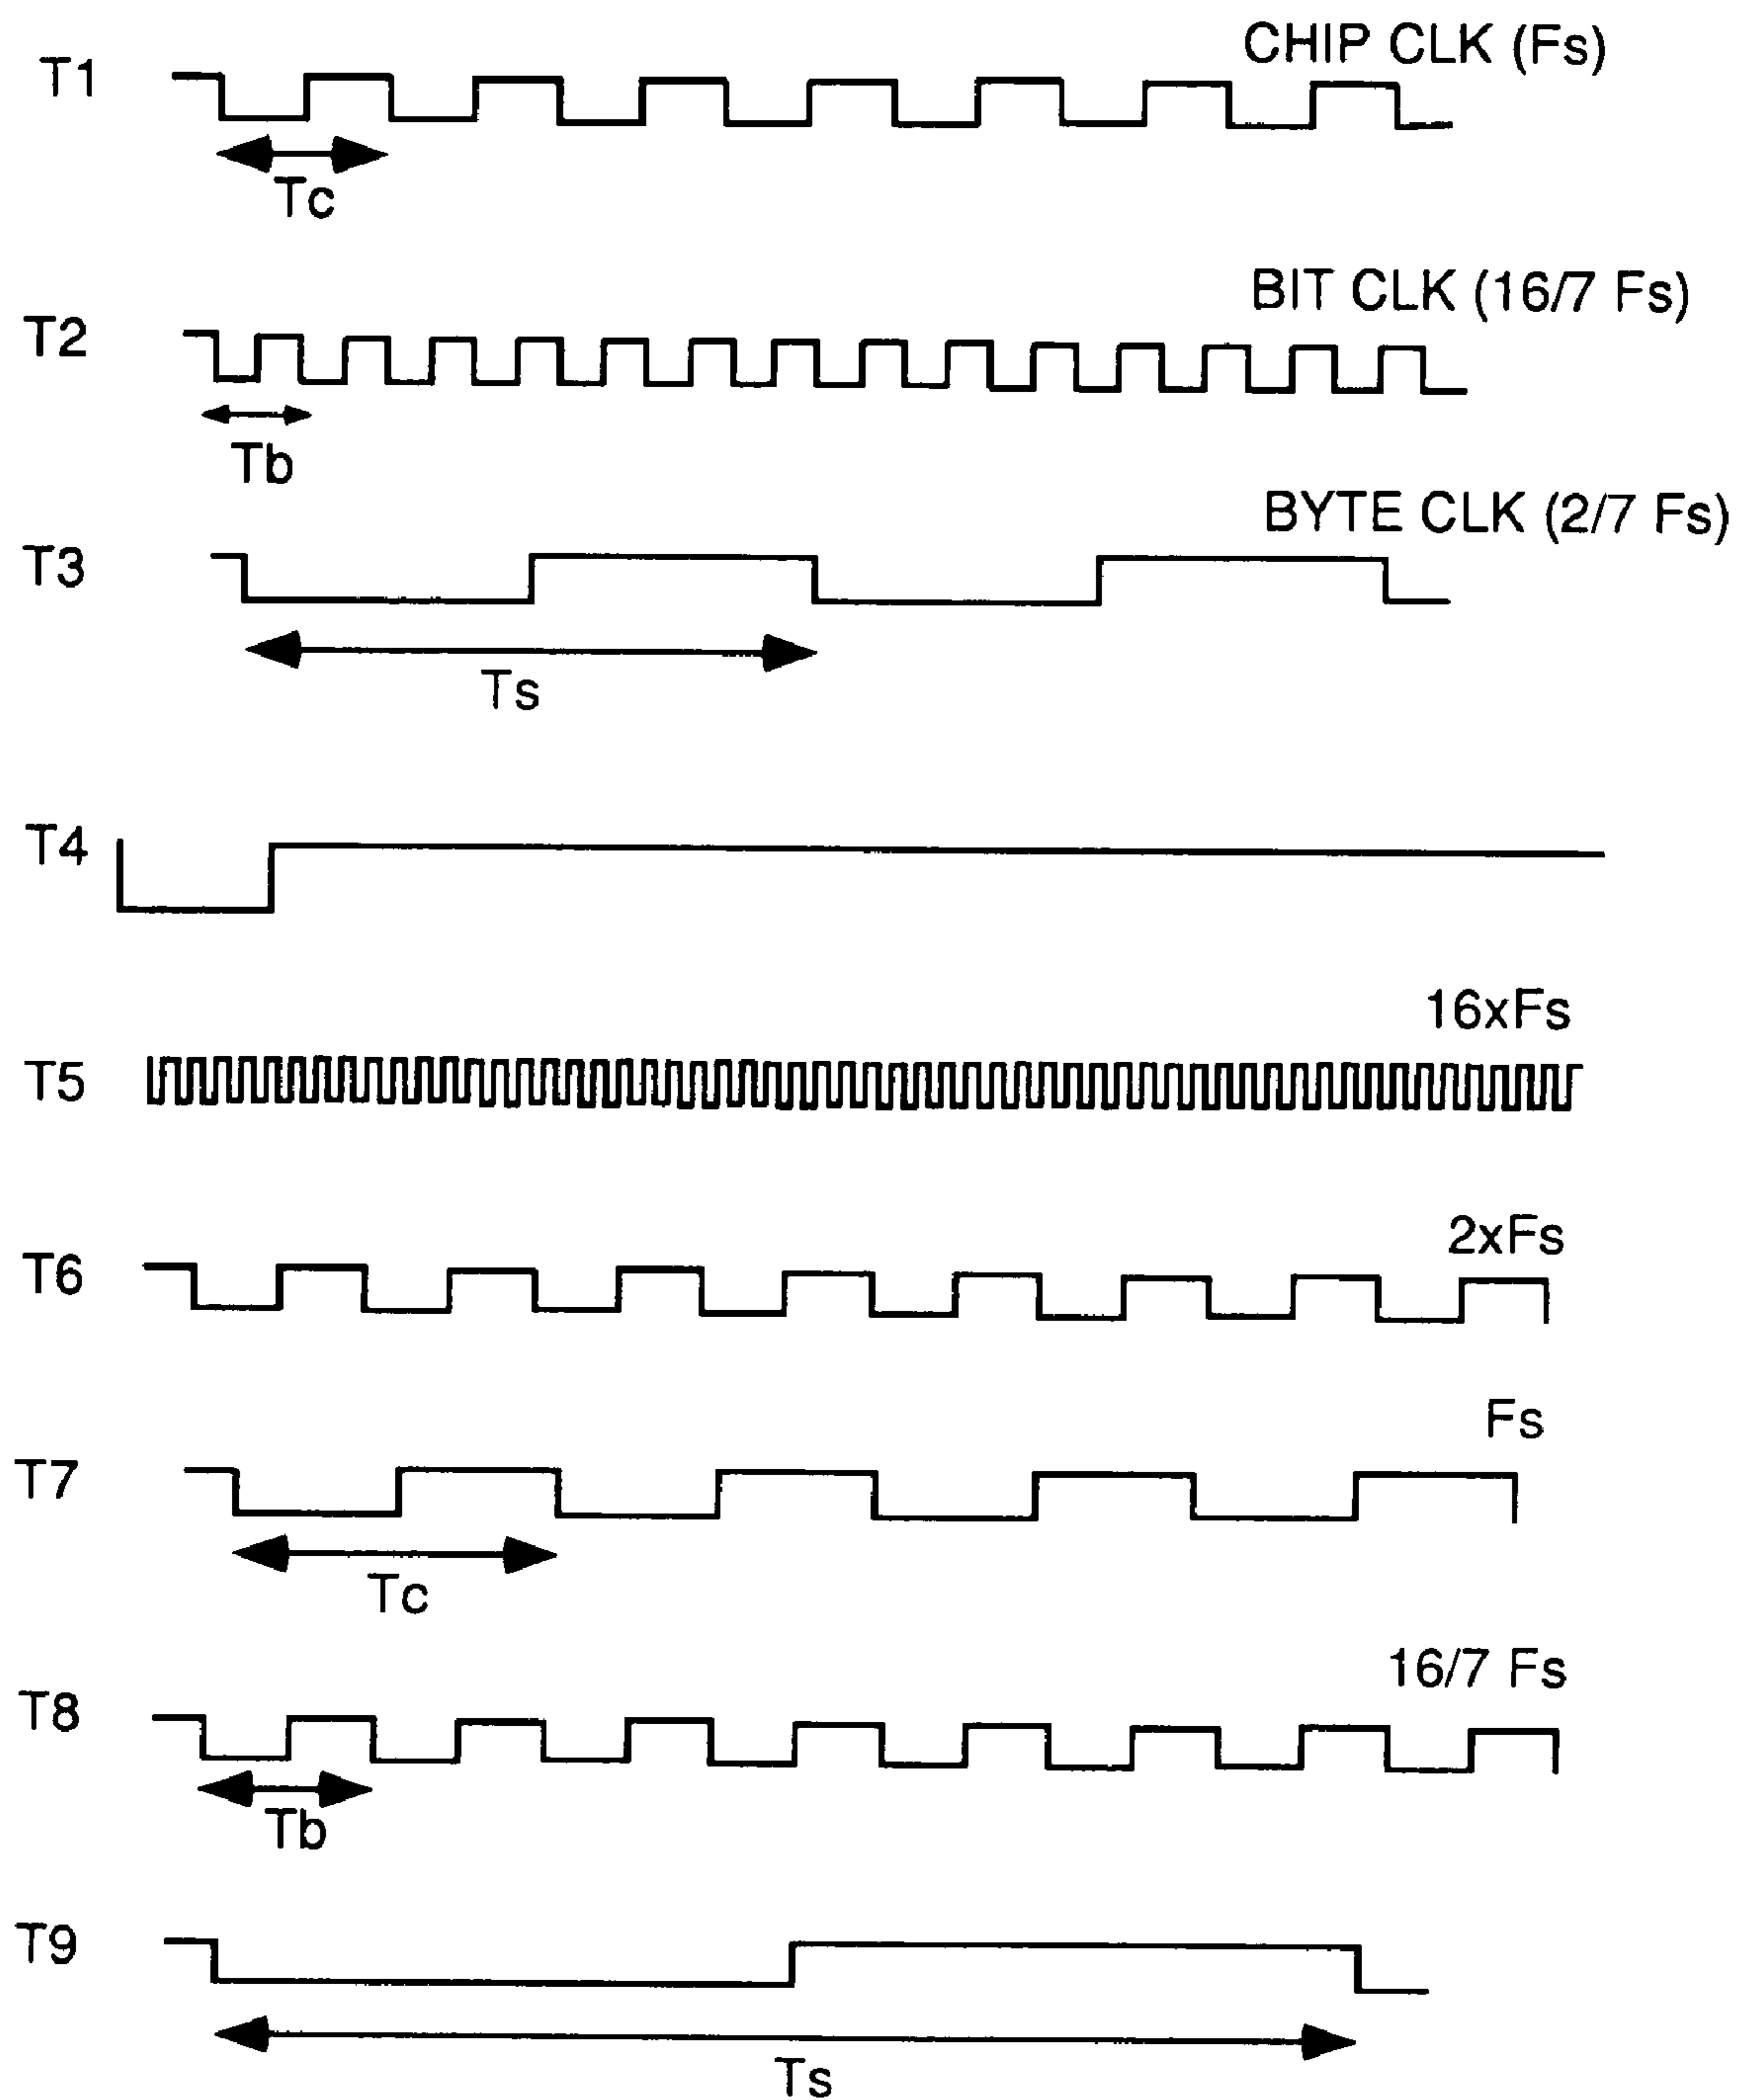 CHIP CLK (Fs)
T1
Tc
BIT CLK (16/7 Fs)
T2
Tb
BYTE CLK (2/7 Fs)
T3
Ts
T4
16xFs
T5
2xFs
T6
Fs
T7
Tc
16/7 Fs
T8
Tb
T9
Ts